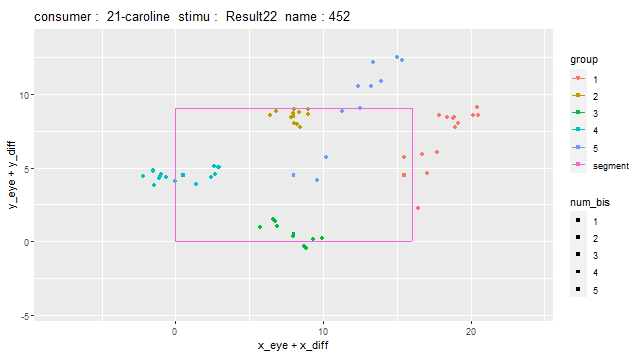 consumer :  21-caroline  stimu :  Result22  name : 452
y_eye + y_diff
10
5
0
-5
0
10
20
x_eye + x_diff
group
1
2
3
4
5
segment
num_bis
1
2
3
4
5